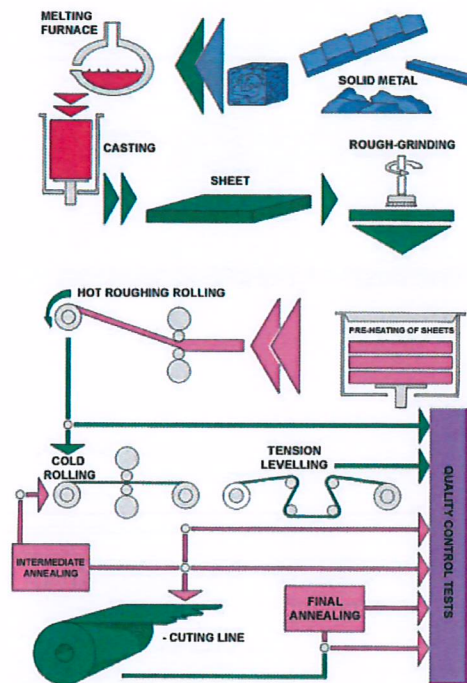 MELTING
FURNACE
SOLID METAL
CASTING
SHEET
ROUGH-GRINDING
HOT ROUGHING ROLLING
PRE-HEATING OF SHEETS
COLD
ROLLING
TENSION
LEVELLING
QUALITY CONTROL TESTS
INTERMEDIATE
ANNEALING
FINAL
ANNEALING
- CUTING LINE